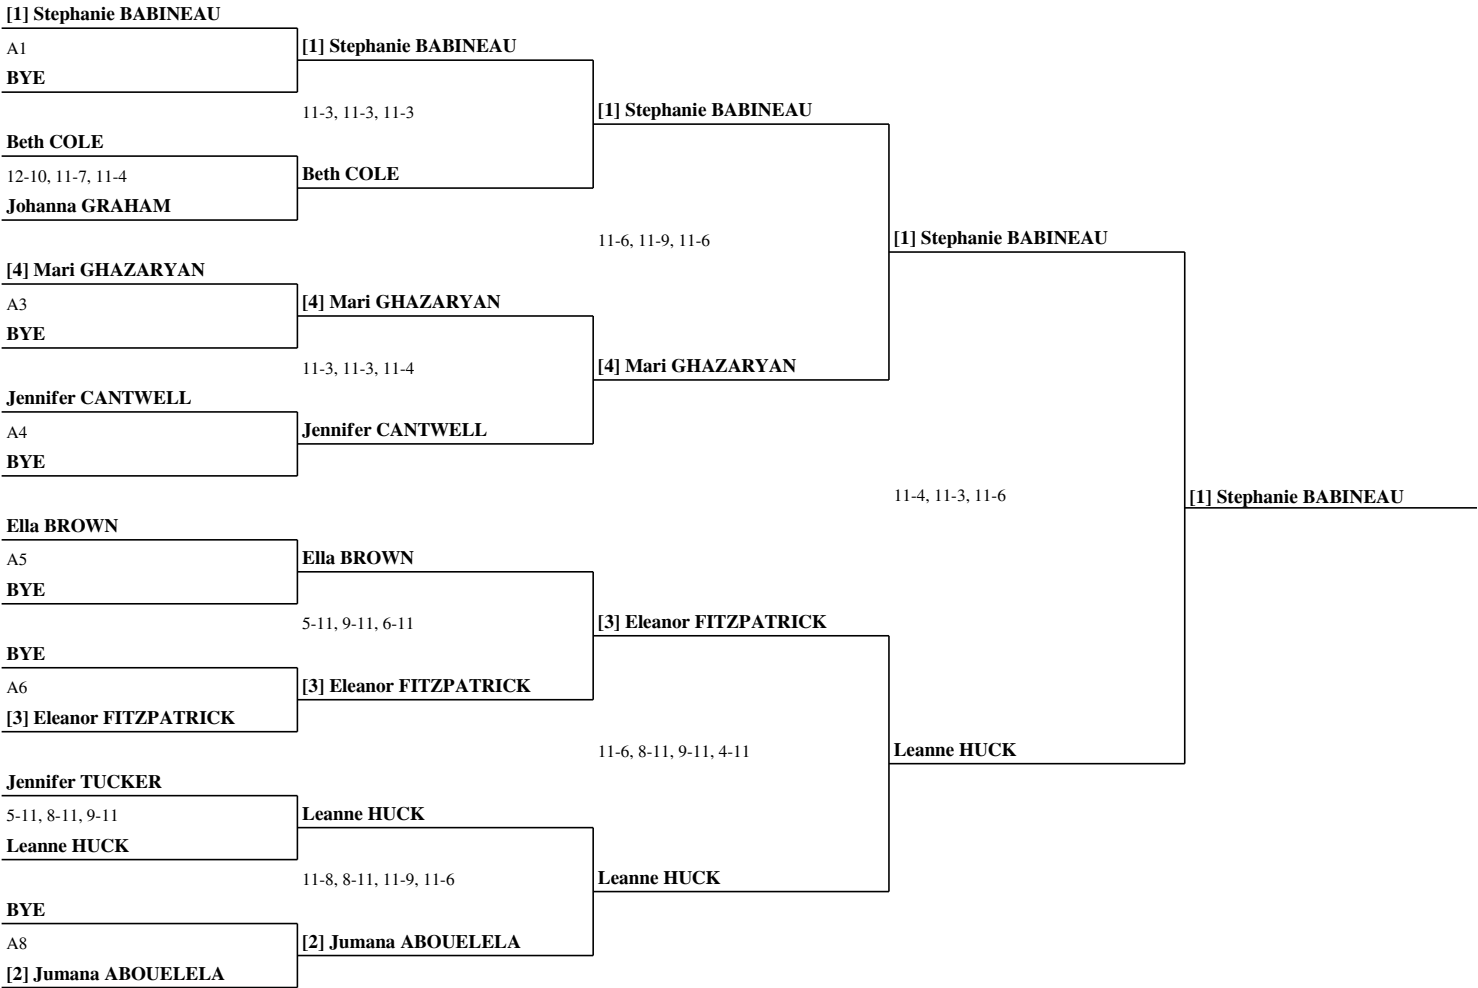 [1] Stephanie BABINEAU
A1
BYE
Beth COLE
12-10, 11-7, 11-4
Johanna GRAHAM
[4] Mari GHAZARYAN
A3
BYE
Jennifer CANTWELL
A4
BYE
Ella BROWN
A5
BYE
BYE
A6
[3] Eleanor FITZPATRICK
Jennifer TUCKER
5-11, 8-11, 9-11
Leanne HUCK
BYE
A8
[2] Jumana ABOUELELA
[1] Stephanie BABINEAU
11-3, 11-3, 11-3
Beth COLE
[4] Mari GHAZARYAN
11-3, 11-3, 11-4
Jennifer CANTWELL
Ella BROWN
5-11, 9-11, 6-11
[3] Eleanor FITZPATRICK
Leanne HUCK
11-8, 8-11, 11-9, 11-6
[2] Jumana ABOUELELA
[1] Stephanie BABINEAU
11-6, 11-9, 11-6
[4] Mari GHAZARYAN
[3] Eleanor FITZPATRICK
11-6, 8-11, 9-11, 4-11
Leanne HUCK
[1] Stephanie BABINEAU
11-4, 11-3, 11-6
Leanne HUCK
[1] Stephanie BABINEAU